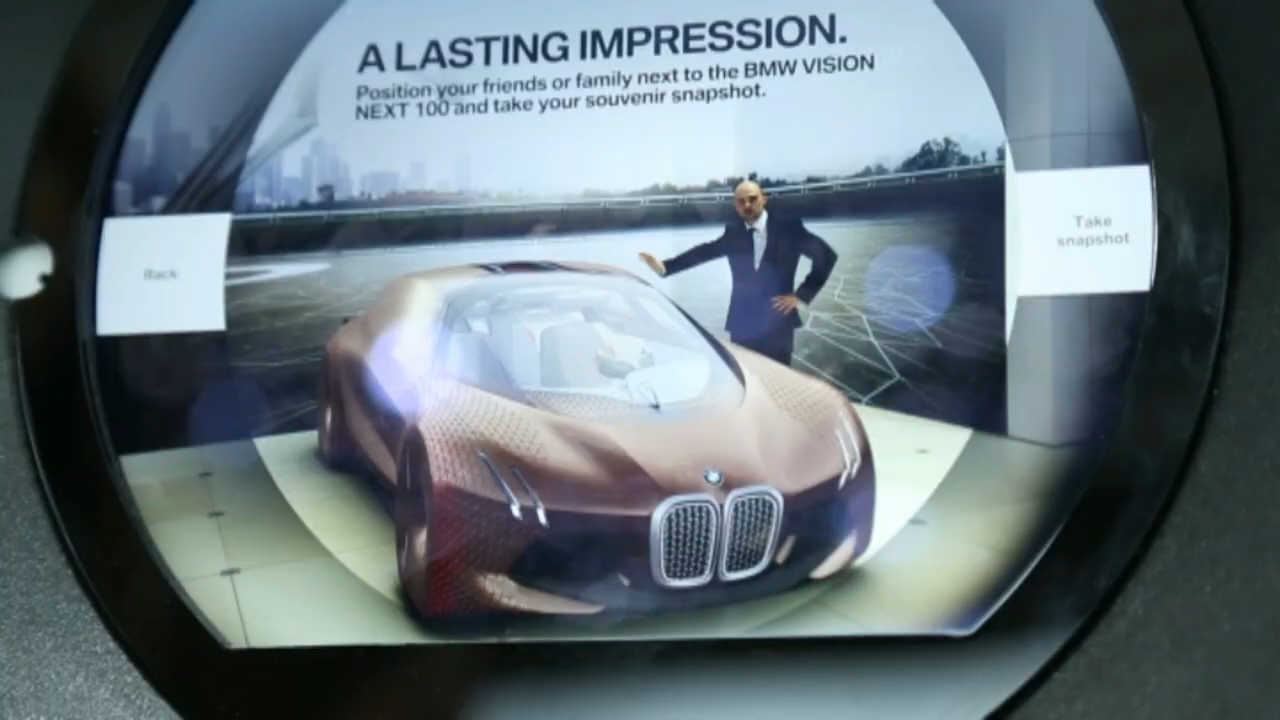 A LASTING IMPRESSION.
Position your friends or family next to the BMW VISION
NEXT 100 and take your souvenir snapshot.
Back
Take
snapshot